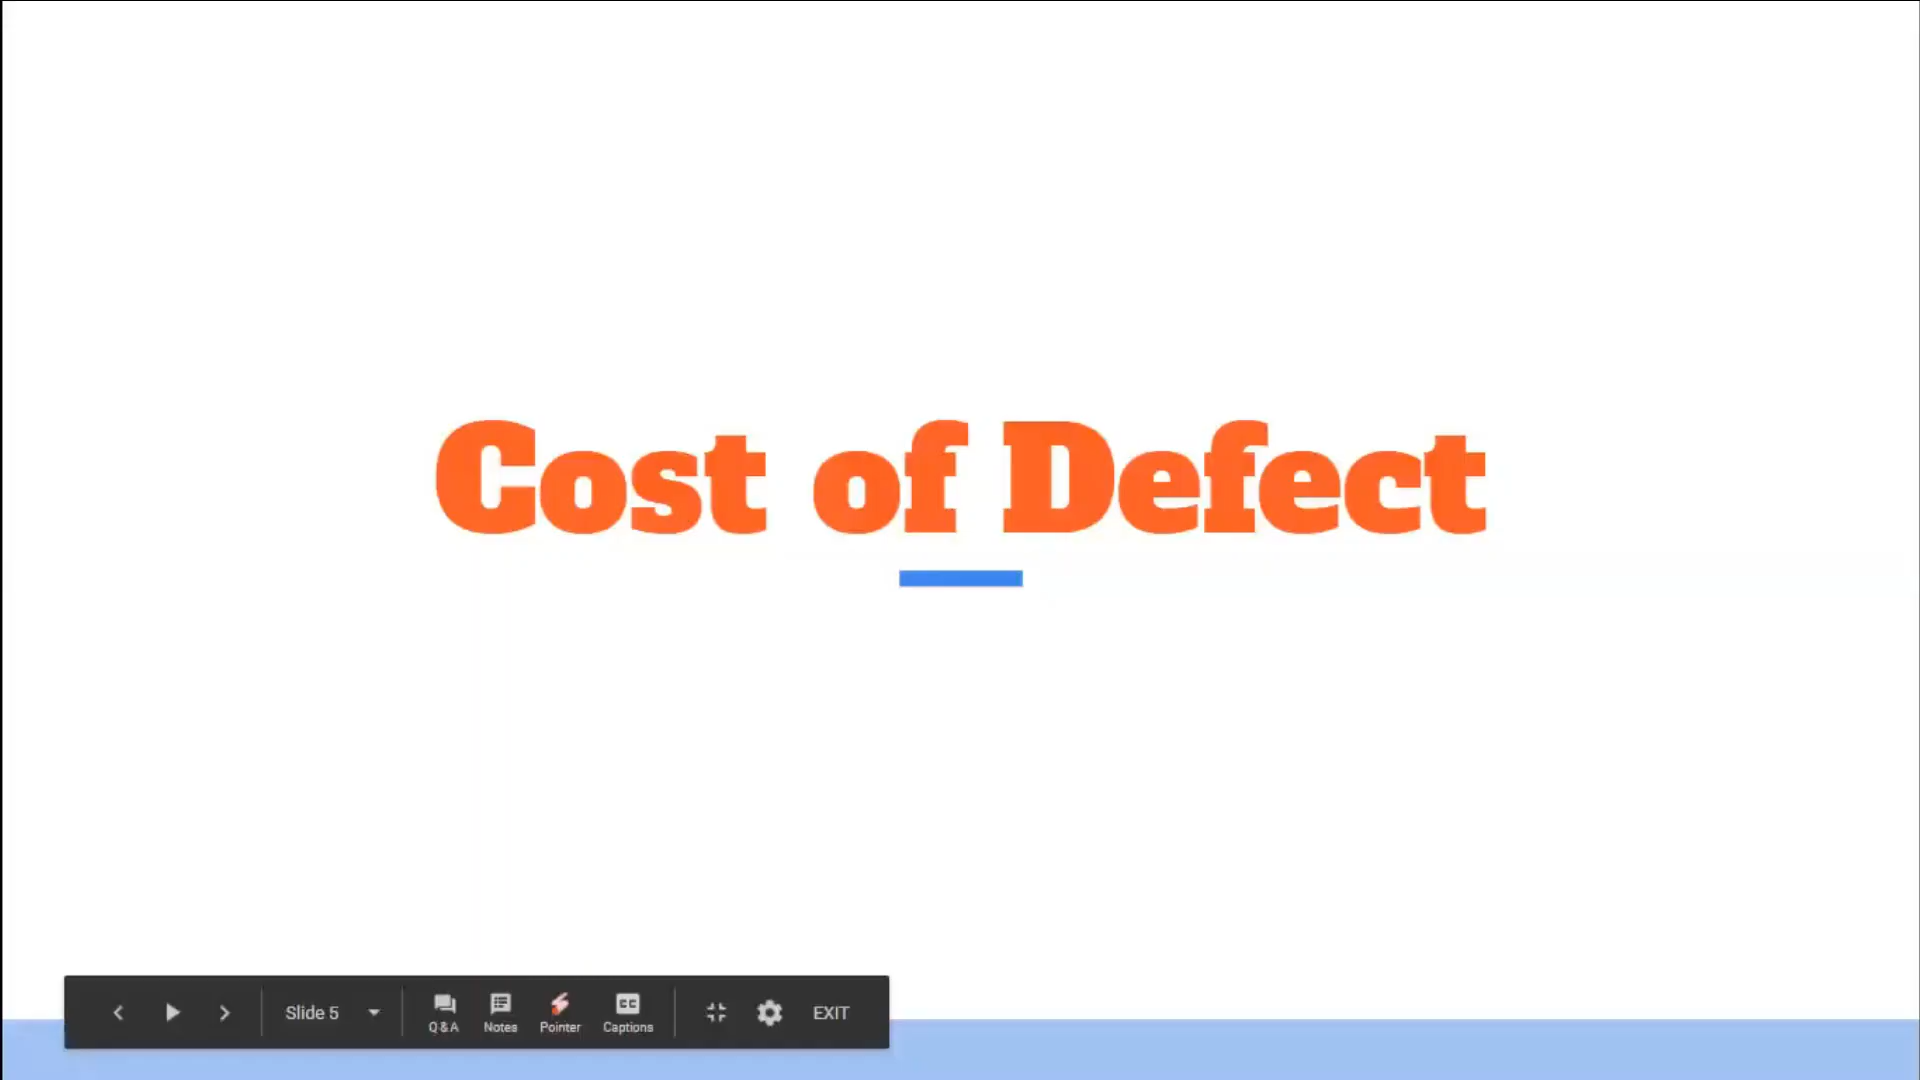 Cost of Defect
Slide 5
Q&A
Notes
Pointer
Captions
EXIT